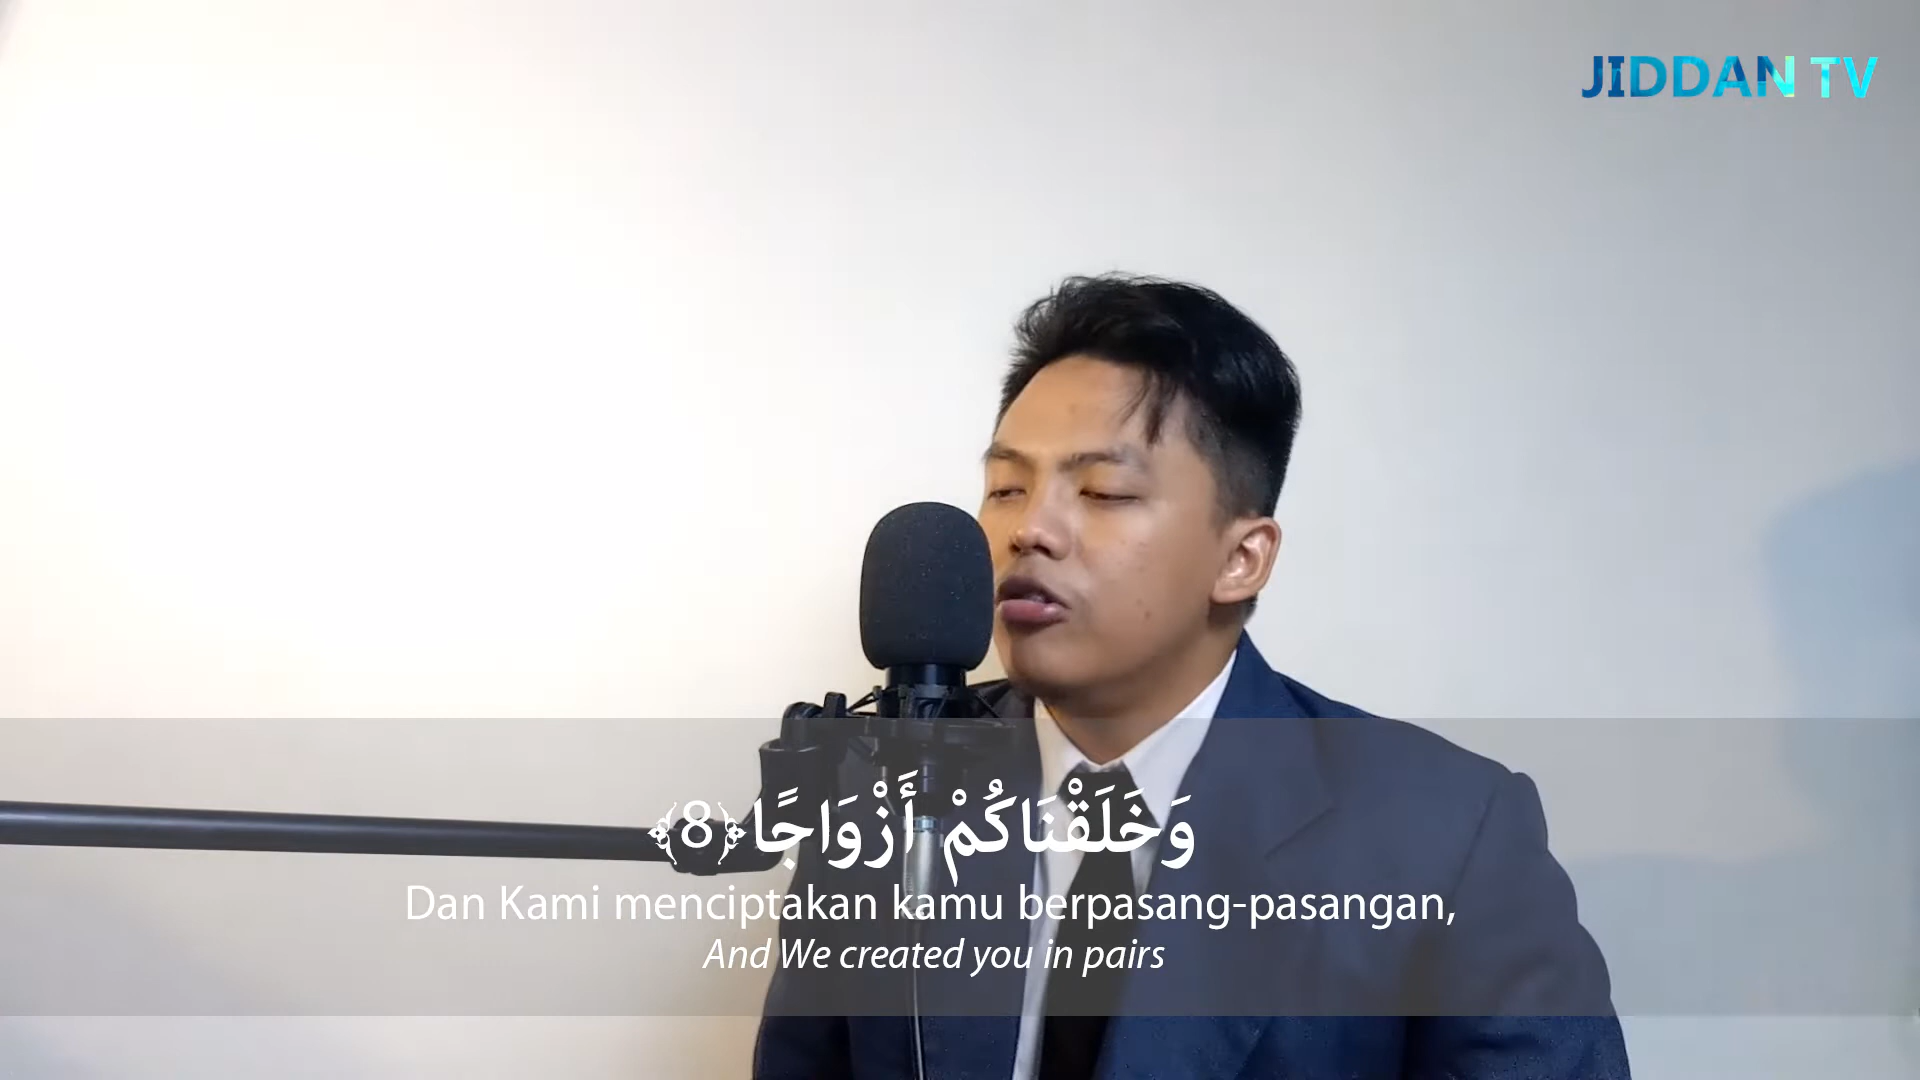 JIDDAN TV
وَخَلَقْنَاكُمْ أَزْوَاجًا ﴿8﴾
Dan Kami menciptakan kamu berpasang-pasangan,
And We created you in pairs